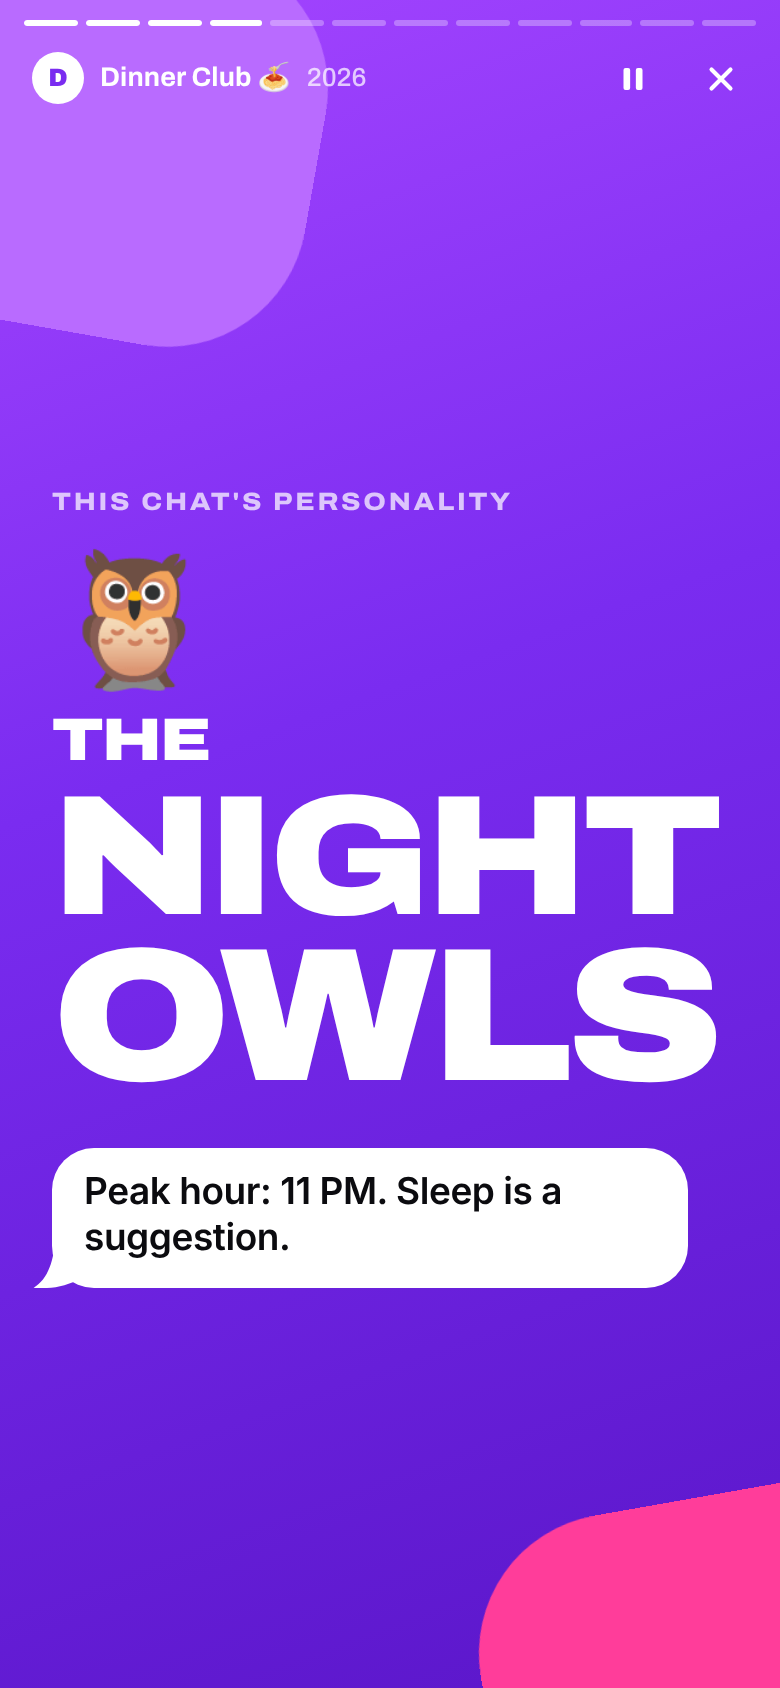 D Dinner Club 🍝 2026
THIS CHAT'S PERSONALITY
THE
NIGHT
OWLS
Peak hour: 11 PM. Sleep is a
suggestion.